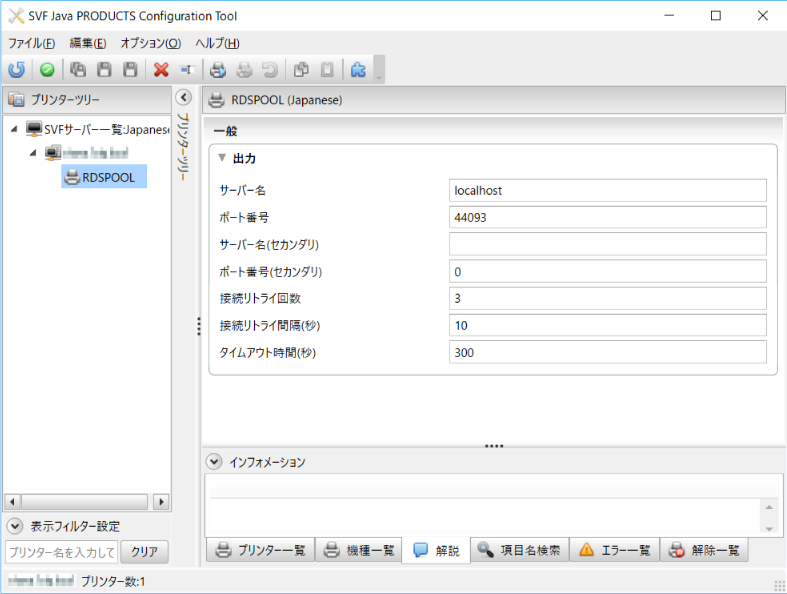 SVF Java PRODUCTS Configuration Tool
ファイル(F) 編集(E) オプション(O) ヘルプ(H)
プリンターツリー
SVFサーバー一覧:Japanese
RDSPOOL
表示フィルター設定
プリンター名を入力して
クリア
プリンターツリー
RDSPOOL (Japanese)
一般
出力
サーバー名 localhost
ポート番号 44093
サーバー名(セカンダリ)
ポート番号(セカンダリ) 0
接続リトライ回数 3
接続リトライ間隔(秒) 10
タイムアウト時間(秒) 300
インフォメーション
プリンター一覧 機種一覧 解説 項目名検索 エラー一覧 解除一覧
プリンター数:1